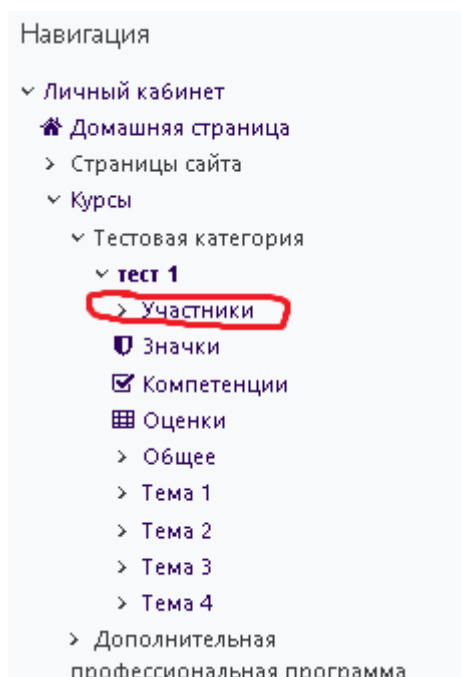 Навигация
Личный кабинет
Домашняя страница
Страницы сайта
Курсы
Тестовая категория
тест 1
Участники
Значки
Компетенции
Оценки
Общее
Тема 1
Тема 2
Тема 3
Тема 4
Дополнительная
профессиональная программа